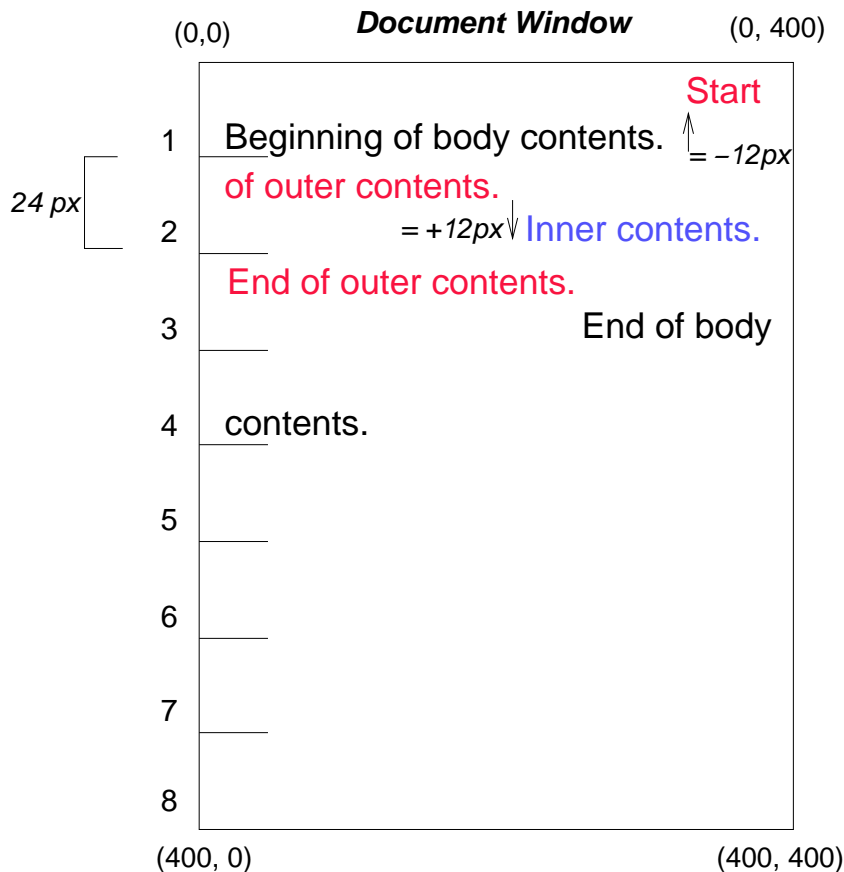 Document Window
(0,0)
(0, 400)
Start
1
Beginning of body contents.
= −12px
of outer contents.
24 px
2
= +12px
Inner contents.
End of outer contents.
3
End of body
4
contents.
5
6
7
8
(400, 0)
(400, 400)